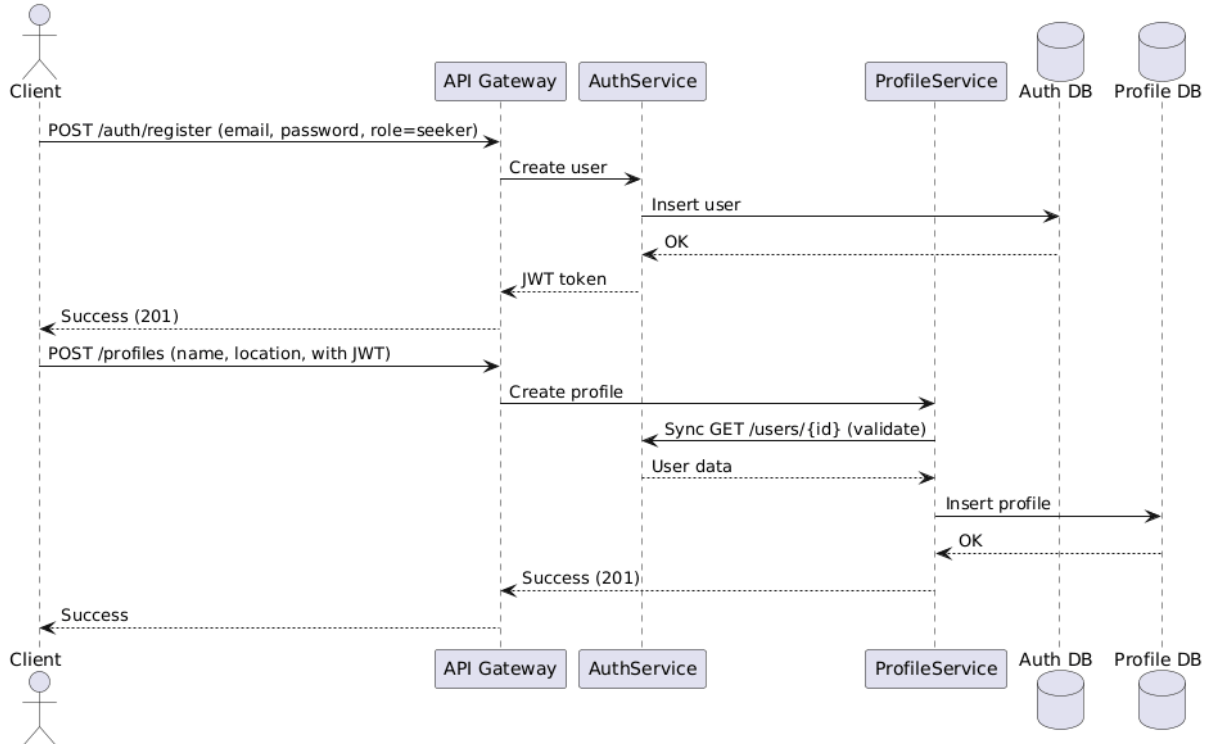 Client
API Gateway
AuthService
ProfileService
Auth DB
Profile DB
POST /auth/register (email, password, role=seeker)
Create user
Insert user
OK
JWT token
Success (201)
POST /profiles (name, location, with JWT)
Create profile
Sync GET /users/{id} (validate)
User data
Insert profile
OK
Success (201)
Success
Client
API Gateway
AuthService
ProfileService
Auth DB
Profile DB